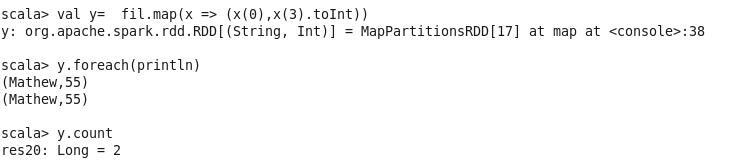 scala> val y=  fil.map(x => (x(0),x(3).toInt))
y: org.apache.spark.rdd.RDD[(String, Int)] = MapPartitionsRDD[17] at map at <console>:38
scala> y.foreach(println)
(Mathew,55)
(Mathew,55)
scala> y.count
res20: Long = 2